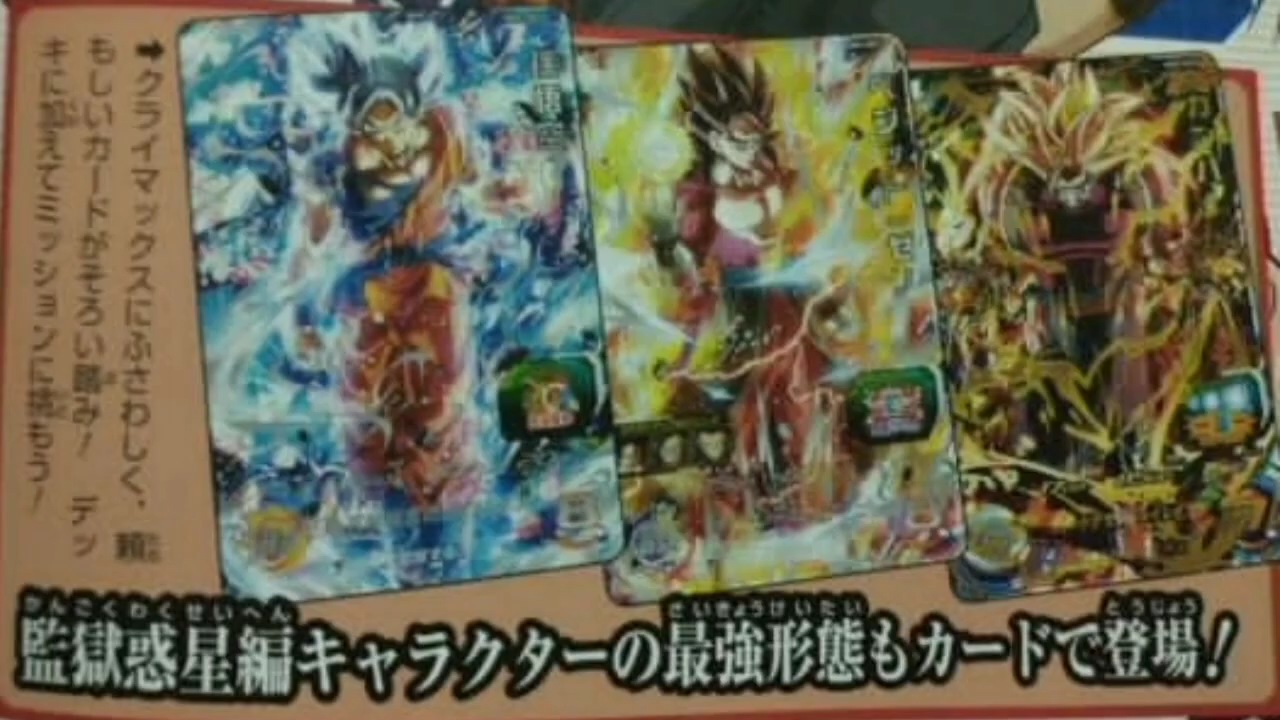 ➡クライマックスにふさわしく、頼
もしいカードがそろい踏み！ デッ
キに加えてミッションに挑もう！
孫悟空
監獄惑星編キャラクターの最強形態もカードで登場！